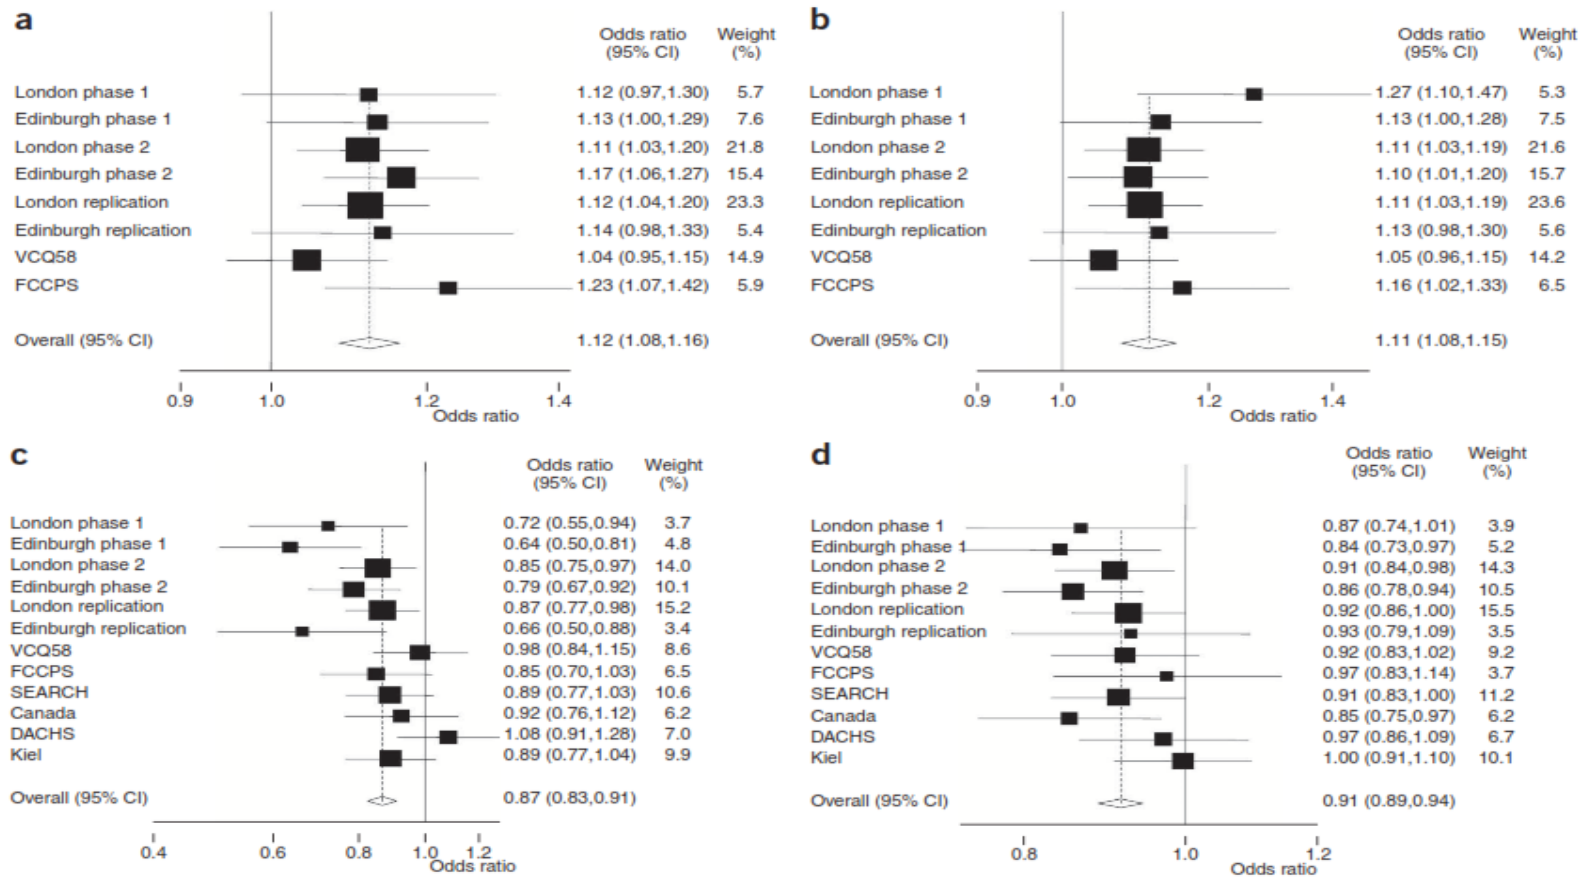 a
Odds ratio Weight
(95% CI) (%)
London phase 1 1.12 (0.97,1.30) 5.7
Edinburgh phase 1 1.13 (1.00,1.29) 7.6
London phase 2 1.11 (1.03,1.20) 21.8
Edinburgh phase 2 1.17 (1.06,1.27) 15.4
London replication 1.12 (1.04,1.20) 23.3
Edinburgh replication 1.14 (0.98,1.33) 5.4
VCQ58 1.04 (0.95,1.15) 14.9
FCCPS 1.23 (1.07,1.42) 5.9
Overall (95% CI) 1.12 (1.08,1.16)
0.9 1.0 1.2 1.4
Odds ratio
b
Odds ratio Weight
(95% CI) (%)
London phase 1 1.27 (1.10,1.47) 5.3
Edinburgh phase 1 1.13 (1.00,1.28) 7.5
London phase 2 1.11 (1.03,1.19) 21.6
Edinburgh phase 2 1.10 (1.01,1.20) 15.7
London replication 1.11 (1.03,1.19) 23.6
Edinburgh replication 1.13 (0.98,1.30) 5.6
VCQ58 1.05 (0.96,1.15) 14.2
FCCPS 1.16 (1.02,1.33) 6.5
Overall (95% CI) 1.11 (1.08,1.15)
0.9 1.0 1.2 1.4
Odds ratio
c
Odds ratio Weight
(95% CI) (%)
London phase 1 0.72 (0.55,0.94) 3.7
Edinburgh phase 1 0.64 (0.50,0.81) 4.8
London phase 2 0.85 (0.75,0.97) 14.0
Edinburgh phase 2 0.79 (0.67,0.92) 10.1
London replication 0.87 (0.77,0.98) 15.2
Edinburgh replication 0.66 (0.50,0.88) 3.4
VCQ58 0.98 (0.84,1.15) 8.6
FCCPS 0.85 (0.70,1.03) 6.5
SEARCH 0.89 (0.77,1.03) 10.6
Canada 0.92 (0.76,1.12) 6.2
DACHS 1.08 (0.91,1.28) 7.0
Kiel 0.89 (0.77,1.04) 9.9
Overall (95% CI) 0.87 (0.83,0.91)
0.4 0.6 0.8 1.0 1.2
Odds ratio
d
Odds ratio Weight
(95% CI) (%)
London phase 1 0.87 (0.74,1.01) 3.9
Edinburgh phase 1 0.84 (0.73,0.97) 5.2
London phase 2 0.91 (0.84,0.98) 14.3
Edinburgh phase 2 0.86 (0.78,0.94) 10.5
London replication 0.92 (0.86,1.00) 15.5
Edinburgh replication 0.93 (0.79,1.09) 3.5
VCQ58 0.92 (0.83,1.02) 9.2
FCCPS 0.97 (0.83,1.14) 3.7
SEARCH 0.91 (0.83,1.00) 11.2
Canada 0.85 (0.75,0.97) 6.2
DACHS 0.97 (0.86,1.09) 6.7
Kiel 1.00 (0.91,1.10) 10.1
Overall (95% CI) 0.91 (0.89,0.94)
0.8 1.0 1.2
Odds ratio